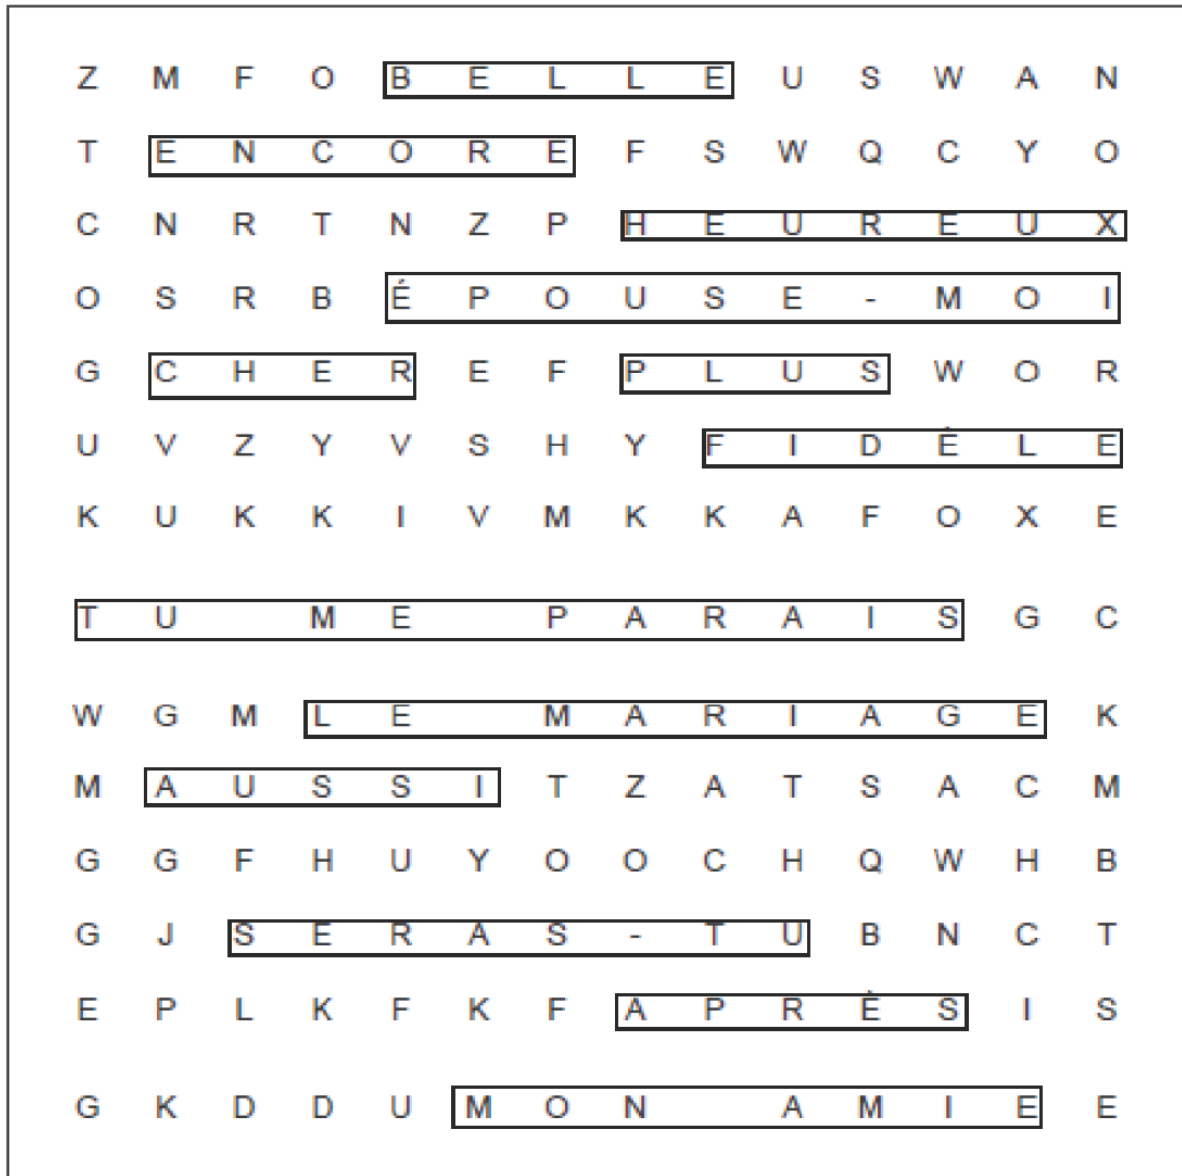 Z M F O B E L L E U S W A N
T E N C O R E F S W Q C Y O
C N R T N Z P H E U R E U X
O S R B É P O U S E - M O I
G C H E R E F P L U S W O R
U V Z Y V S H Y F I D È L E
K U K K I V M K K A F O X E
T U M E P A R A I S G C
W G M L E M A R I A G E K
M A U S S I T Z A T S A C M
G G F H U Y O O C H Q W H B
G J S E R A S - T U B N C T
E P L K F K F A P R È S I S
G K D D U M O N A M I E E